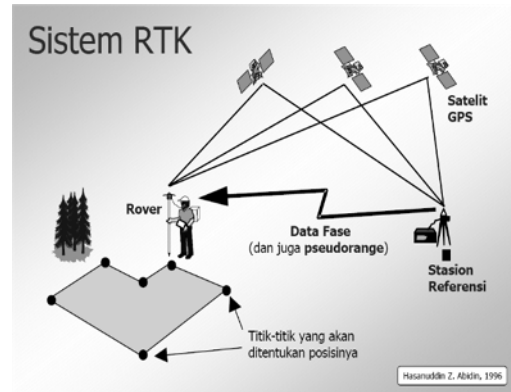 Sistem RTK
Satelit
GPS
Rover
Data Fase
(dan juga pseudorange)
Stasion
Referensi
Titik-titik yang akan
ditentukan posisinya
Hasanuddin Z. Abidin, 1996